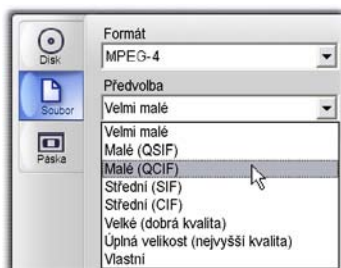 Disk
Soubor
Páska
Formát
MPEG-4
Předvolba
Velmi malé
Velmi malé
Malé (QSIF)
Malé (QCIF)
Střední (SIF)
Střední (CIF)
Velké (dobrá kvalita)
Úplná velikost (nejvyšší kvalita)
Vlastní